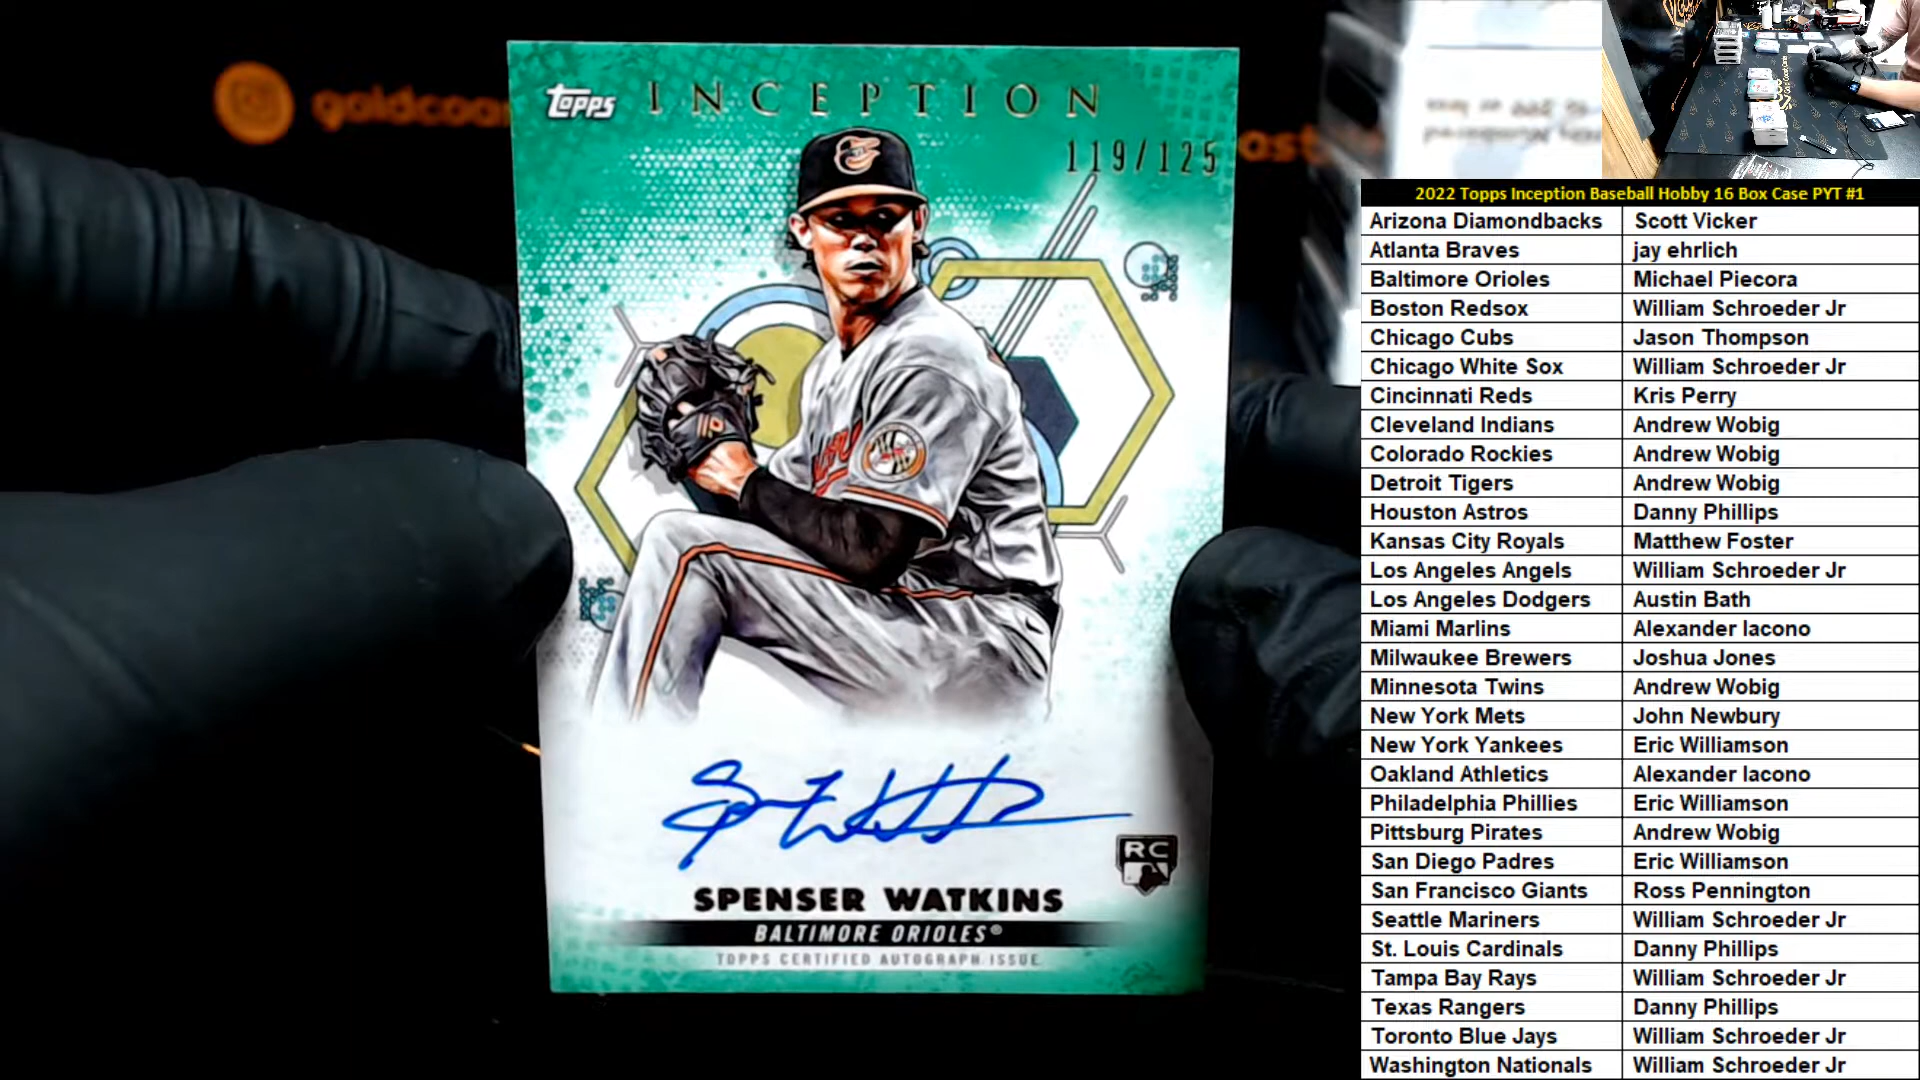 goldcoa
Topps INCEPTION
119/125
SPENSER WATKINS
BALTIMORE ORIOLES®
TOPPS CERTIFIED AUTOGRAPH ISSUE
RC
2022 Topps Inception Baseball Hobby 16 Box Case PYT #1
Arizona Diamondbacks Scott Vicker
Atlanta Braves jay ehrlich
Baltimore Orioles Michael Piecora
Boston Redsox William Schroeder Jr
Chicago Cubs Jason Thompson
Chicago White Sox William Schroeder Jr
Cincinnati Reds Kris Perry
Cleveland Indians Andrew Wobig
Colorado Rockies Andrew Wobig
Detroit Tigers Andrew Wobig
Houston Astros Danny Phillips
Kansas City Royals Matthew Foster
Los Angeles Angels William Schroeder Jr
Los Angeles Dodgers Austin Bath
Miami Marlins Alexander Iacono
Milwaukee Brewers Joshua Jones
Minnesota Twins Andrew Wobig
New York Mets John Newbury
New York Yankees Eric Williamson
Oakland Athletics Alexander Iacono
Philadelphia Phillies Eric Williamson
Pittsburg Pirates Andrew Wobig
San Diego Padres Eric Williamson
San Francisco Giants Ross Pennington
Seattle Mariners William Schroeder Jr
St. Louis Cardinals Danny Phillips
Tampa Bay Rays William Schroeder Jr
Texas Rangers Danny Phillips
Toronto Blue Jays William Schroeder Jr
Washington Nationals William Schroeder Jr